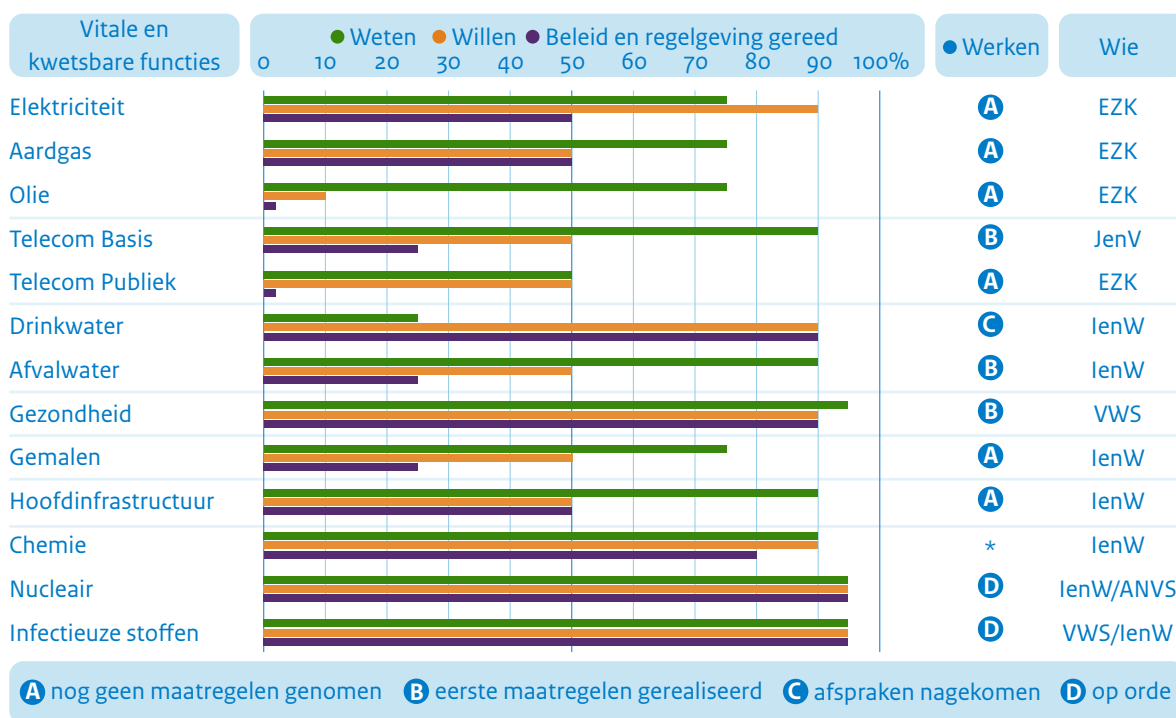 Vitale en
kwetsbare functies
Weten Willen Beleid en regelgeving gereed
0 10 20 30 40 50 60 70 80 90 100%
Werken
Wie
Elektriciteit A EZK
Aardgas A EZK
Olie A EZK
Telecom Basis B JenV
Telecom Publiek A EZK
Drinkwater C IenW
Afvalwater B IenW
Gezondheid B VWS
Gemalen A IenW
Hoofdinfrastructuur A IenW
Chemie * IenW
Nucleair D IenW/ANVS
Infectieuze stoffen D VWS/IenW
A nog geen maatregelen genomen B eerste maatregelen gerealiseerd C afspraken nagekomen D op orde